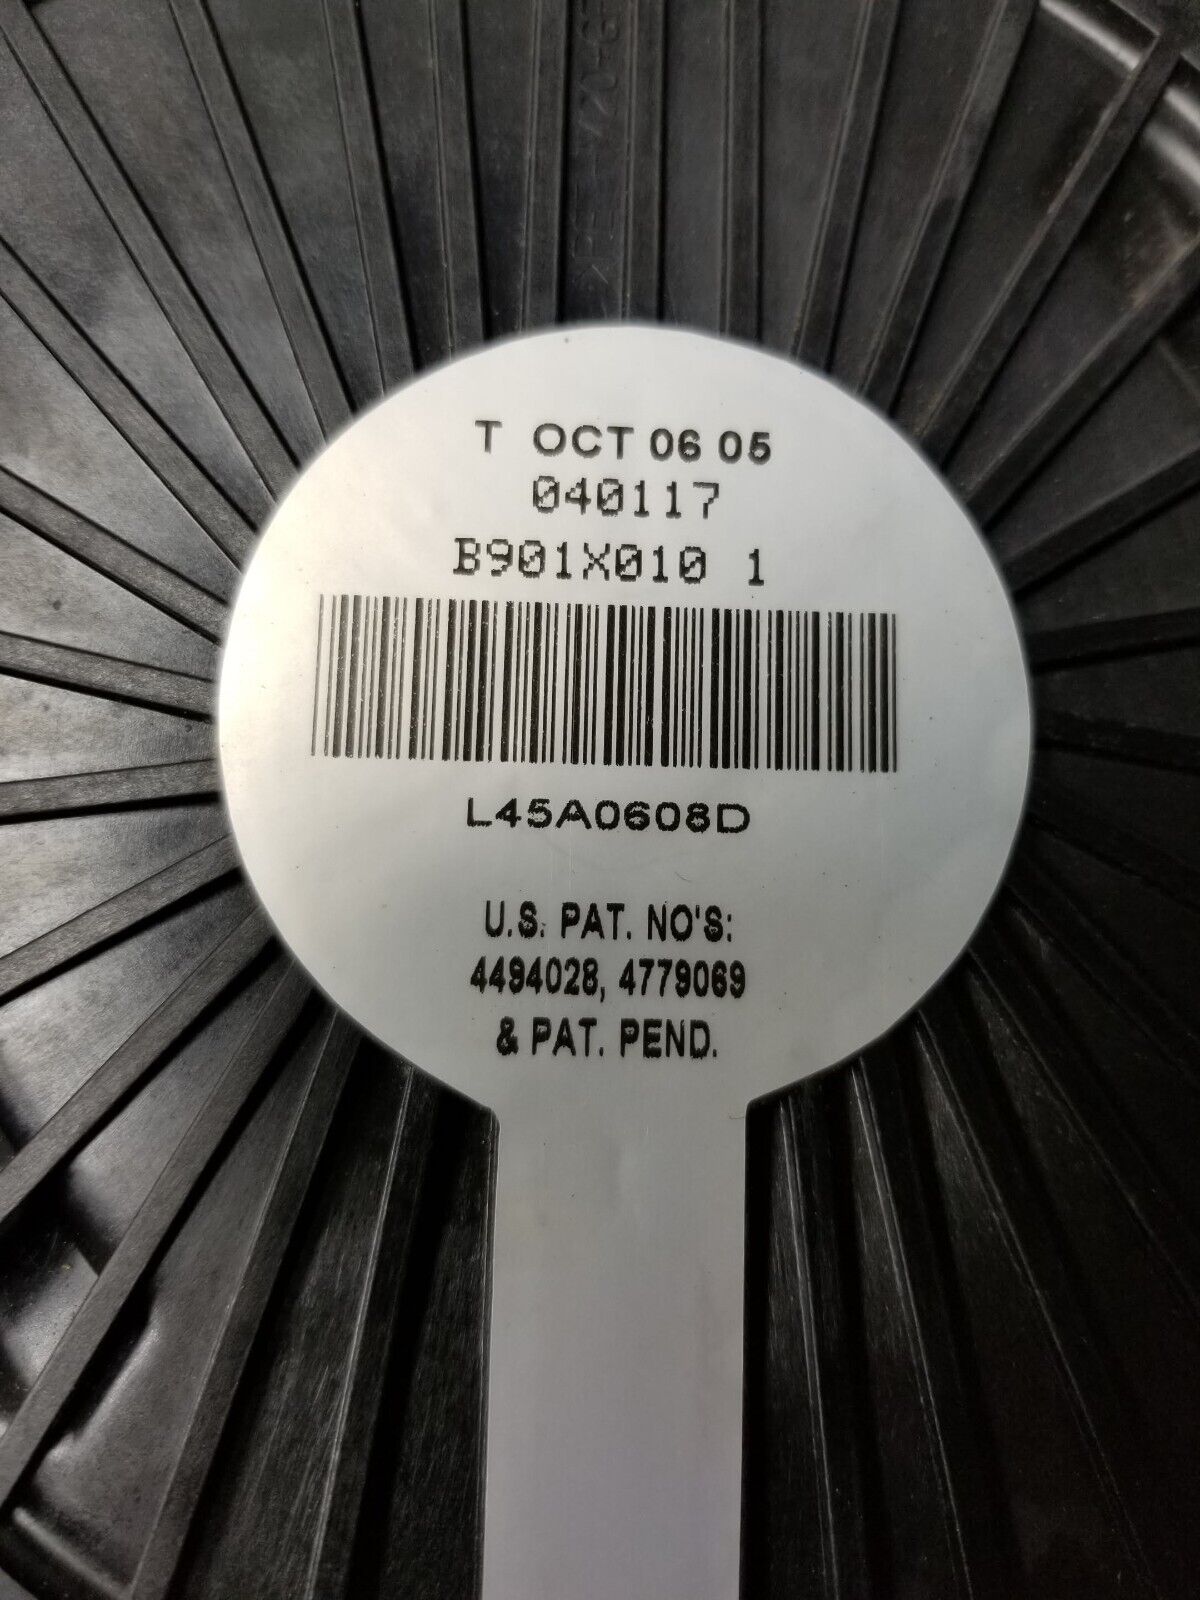 T OCT 06 05
040117
B901X010 1
L45A0608D
U.S. PAT. NO'S:
4494028, 4779069
& PAT. PEND.